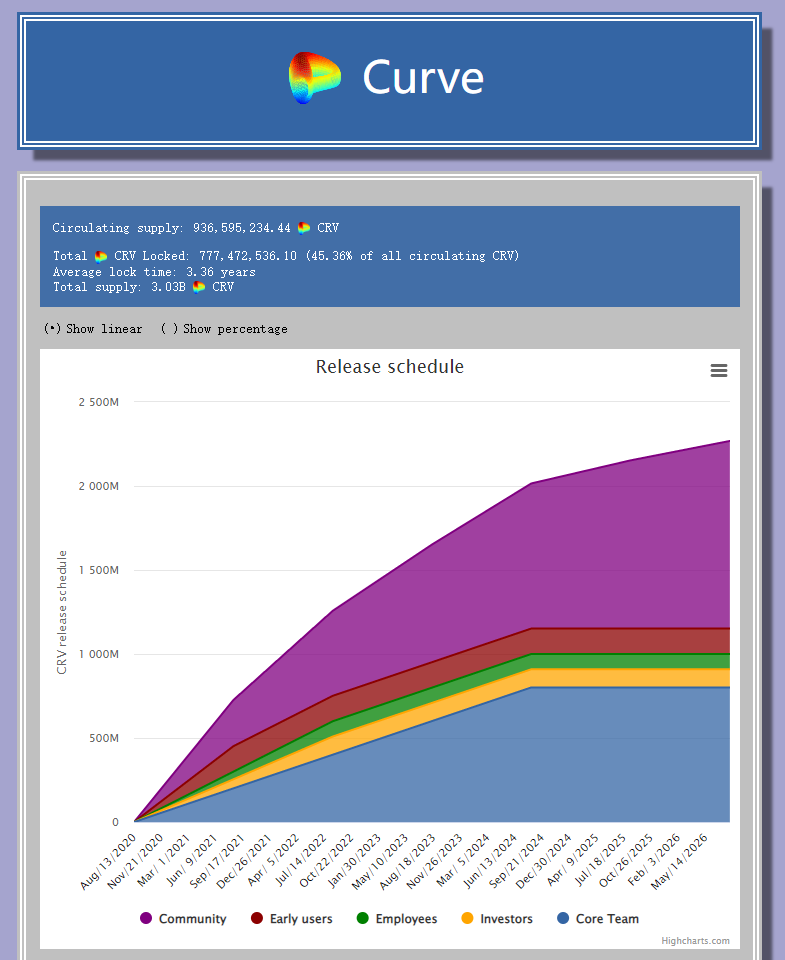 Curve
Circulating supply: 936,595,234.44 CRV
Total CRV Locked: 777,472,536.10 (45.36% of all circulating CRV)
Average lock time: 3.36 years
Total supply: 3.03B CRV
(•) Show linear ( ) Show percentage
Release schedule
2 500M
2 000M
1 500M
1 000M
500M
0
CRV release schedule
Aug/13/2020
Nov/21/2020
Mar/ 1/2021
Jun/ 9/2021
Sep/17/2021
Dec/26/2021
Apr/ 5/2022
Jul/14/2022
Oct/22/2022
Jan/30/2023
May/10/2023
Aug/18/2023
Nov/26/2023
Mar/ 5/2024
Jun/13/2024
Sep/21/2024
Dec/30/2024
Apr/ 9/2025
Jul/18/2025
Oct/26/2025
Feb/ 3/2026
May/14/2026
Community Early users Employees Investors Core Team
Highcharts.com